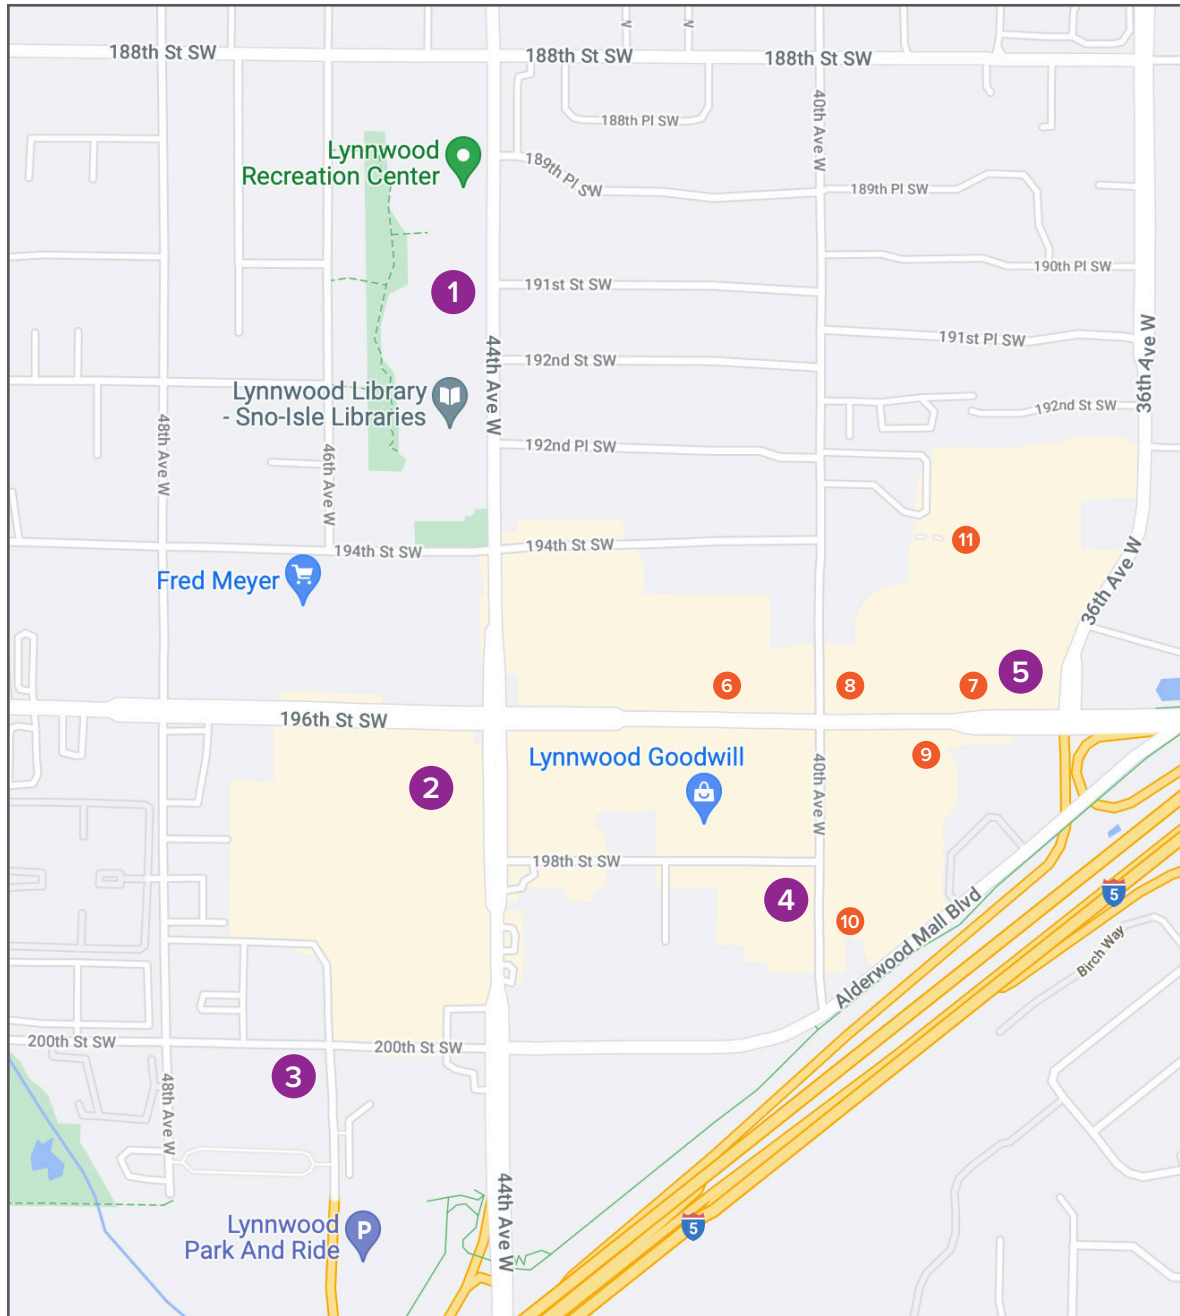 V
N
188th St SW
188th St SW
188th St SW
188th Pl SW
40th Ave W
Lynnwood
Recreation Center
189th Pl SW
189th Pl SW
190th Pl SW
1
191st St SW
191st Pl SW
36th Ave W
44th Ave W
192nd St SW
Lynnwood Library
- Sno-Isle Libraries
192nd St SW
48th Ave W
46th Ave W
192nd Pl SW
194th St SW
194th St SW
11
36th Ave W
Fred Meyer
5
6
8
7
196th St SW
9
Lynnwood Goodwill
40th Ave W
2
198th St SW
4
10
5
Alderwood Mall Blvd
Birch Way
200th St SW
200th St SW
3
48th Ave W
44th Ave W
Lynnwood
Park And Ride
P
5